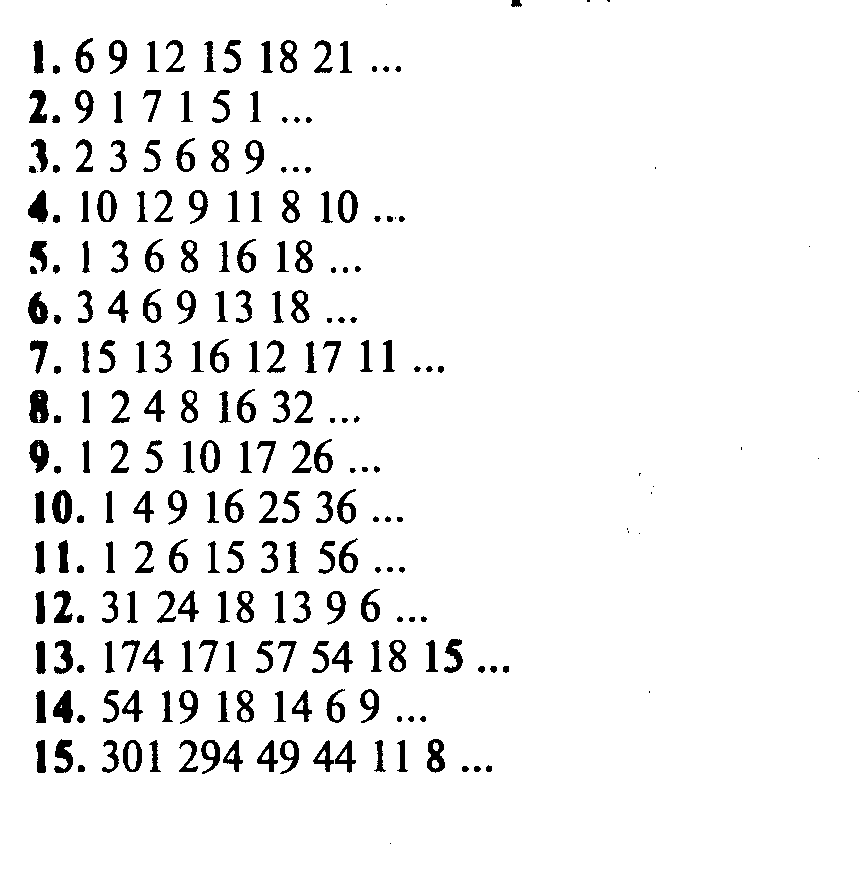 1. 6 9 12 15 18 21 ...
2. 9 1 7 1 5 1 ...
3. 2 3 5 6 8 9 ...
4. 10 12 9 11 8 10 ...
5. 1 3 6 8 16 18 ...
6. 3 4 6 9 13 18 ...
7. 15 13 16 12 17 11 ...
8. 1 2 4 8 16 32 ...
9. 1 2 5 10 17 26 ...
10. 1 4 9 16 25 36 ...
11. 1 2 6 15 31 56 ...
12. 31 24 18 13 9 6 ...
13. 174 171 57 54 18 15 ...
14. 54 19 18 14 6 9 ...
15. 301 294 49 44 11 8 ...